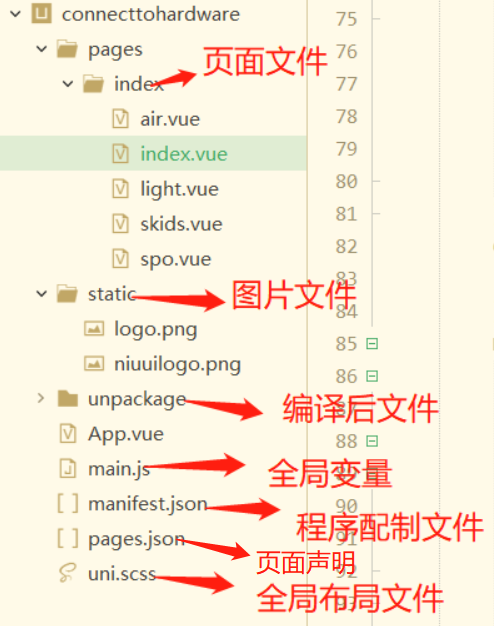 connecttohardware
75
pages
76
页面文件
index
77
air.vue
78
index.vue
79
light.vue
80
skids.vue
81
82
spo.vue
83
static
图片文件
84
logo.png
85
niuuilogo.png
86
unpackage
编译后文件
App.vue
88
main.js
全局变量
manifest.json
90
程序配制文件
pages.json
91
页面声明
uni.scss
92
全局布局文件